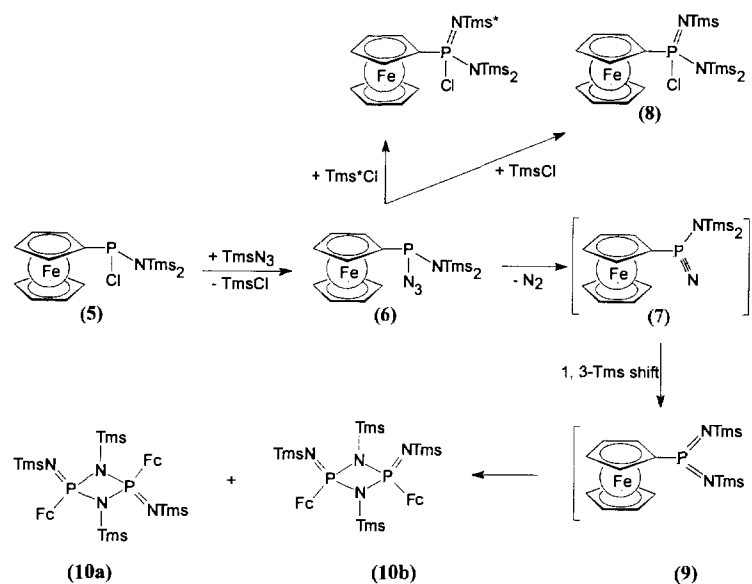 NTms*
P
NTms2
Fe
Cl
NTms
P
NTms2
Fe
Cl
(8)
+ Tms*Cl
+ TmsCl
P
NTms2
Fe
Cl
(5)
+ TmsN3
- TmsCl
P
NTms2
Fe
N3
(6)
- N2
NTms2
P
Fe
N
(7)
1, 3-Tms shift
Tms
TmsN
Fc
N
P
P
N
Fc
NTms
Tms
(10a)
+
Tms
TmsN
N
NTms
P
P
N
Fc
Fc
Tms
(10b)
NTms
P
Fe
NTms
(9)